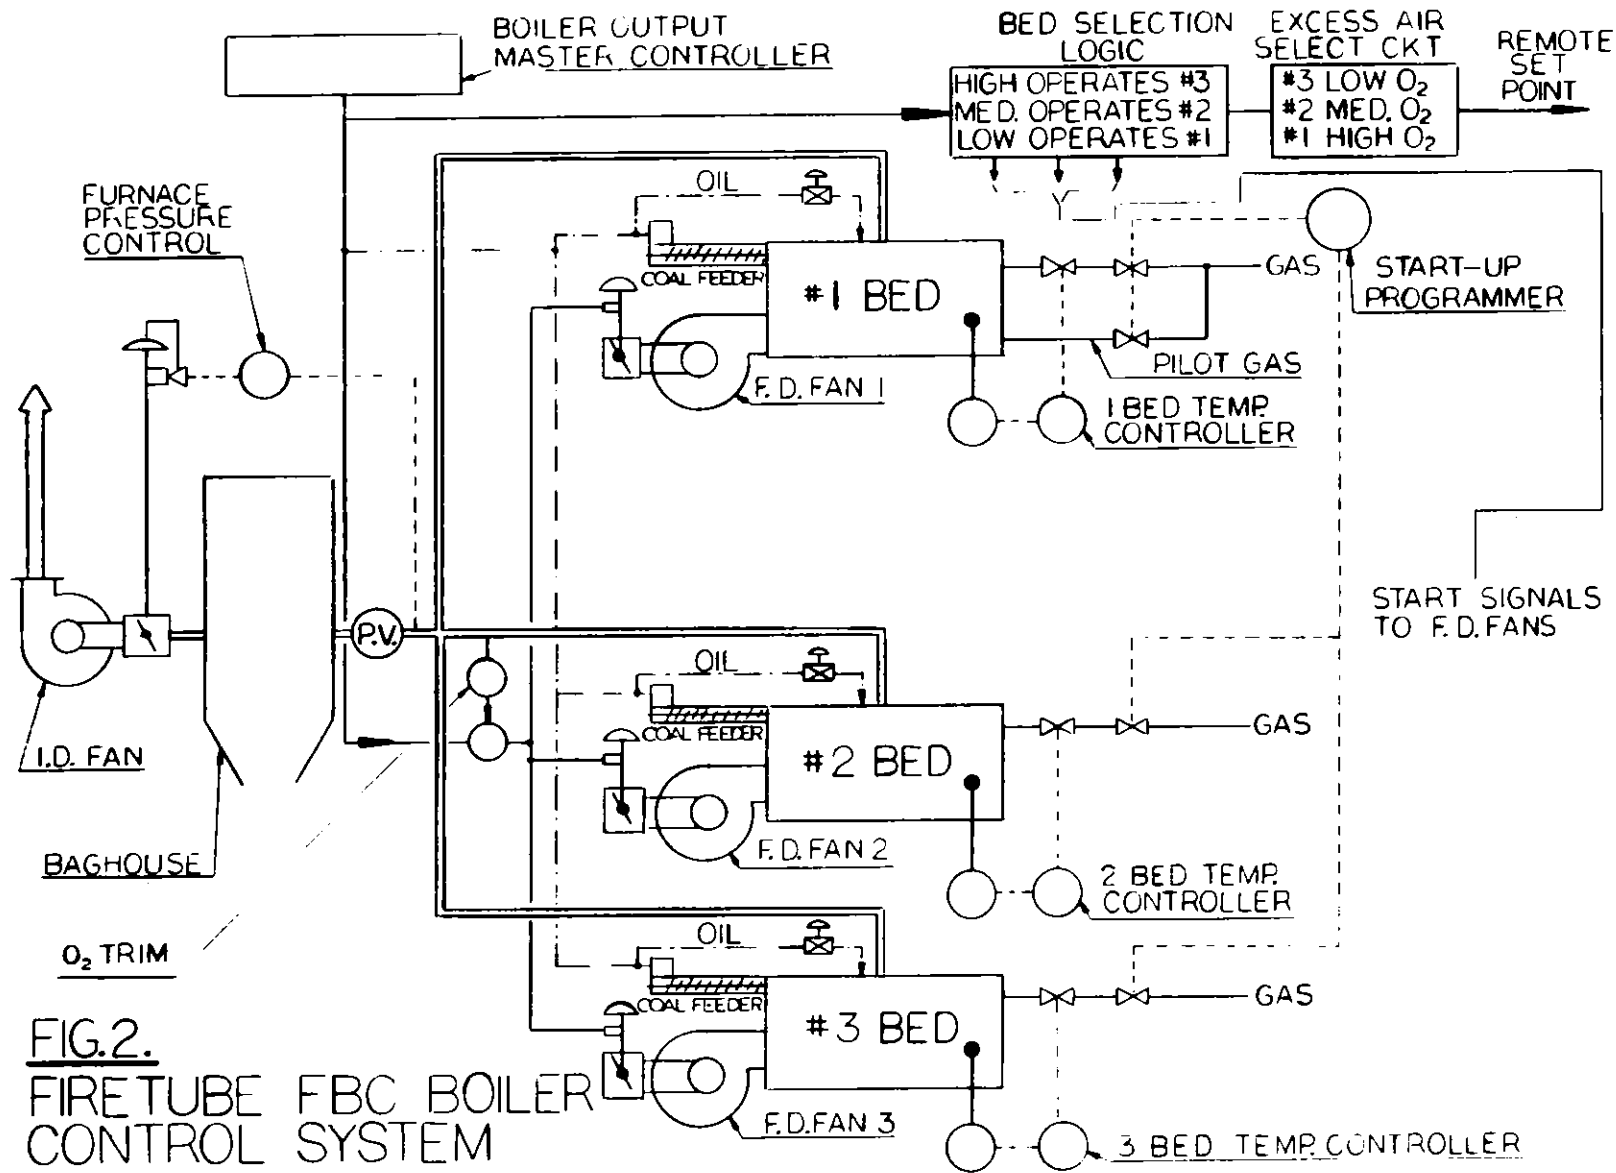 BOILER OUTPUT
MASTER CONTROLLER
BED SELECTION
LOGIC
HIGH OPERATES #3
MED. OPERATES #2
LOW OPERATES #1
EXCESS AIR
SELECT CKT
#3 LOW O₂
#2 MED. O₂
#1 HIGH O₂
REMOTE
SET
POINT
FURNACE
PRESSURE
CONTROL
OIL
COAL FEEDER
#1 BED
F.D. FAN 1
GAS
PILOT GAS
START-UP
PROGRAMMER
1 BED TEMP.
CONTROLLER
START SIGNALS
TO F.D. FANS
P.V.
I.D. FAN
BAGHOUSE
O₂ TRIM
OIL
COAL FEEDER
#2 BED
F.D. FAN 2
GAS
2 BED TEMP.
CONTROLLER
OIL
COAL FEEDER
#3 BED
F.D. FAN 3
GAS
3 BED TEMP. CONTROLLER
FIG.2.
FIRETUBE FBC BOILER
CONTROL SYSTEM